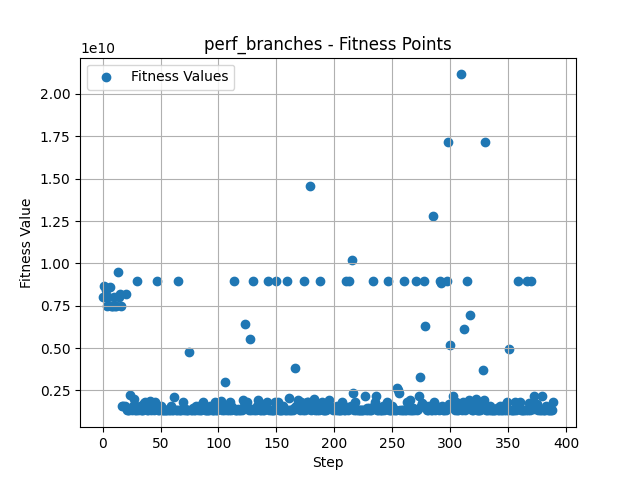 perf_branches - Fitness Points
1e10
Fitness Values
2.00
1.75
1.50
1.25
1.00
0.75
0.50
0.25
Fitness Value
0 50 100 150 200 250 300 350 400
Step